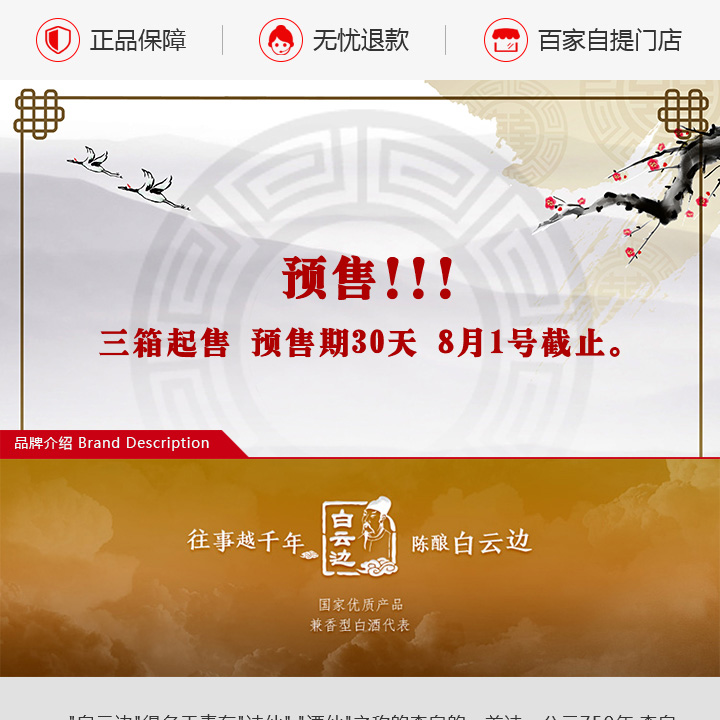 正品保障 无忧退款 百家自提门店
预售!!!
三箱起售 预售期30天 8月1号截止。
品牌介绍 Brand Description
往事越千年 白云边 陈酿白云边
国家优质产品
兼香型白酒代表